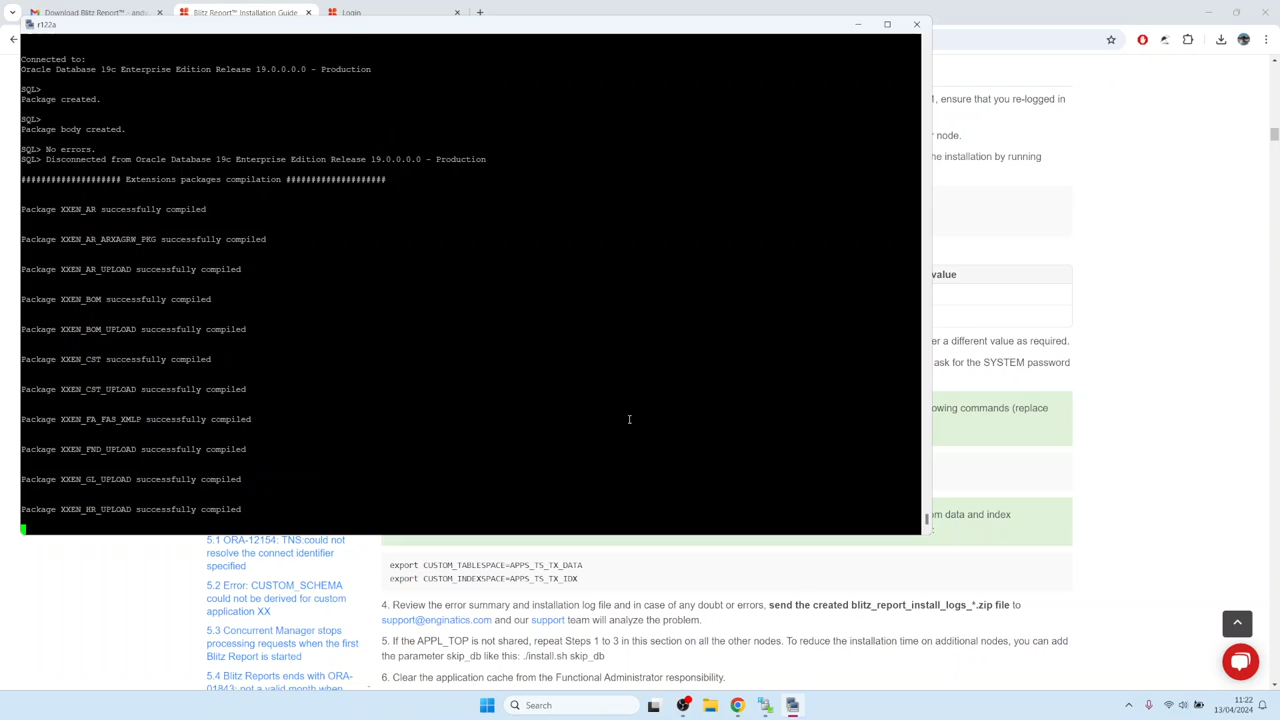 Download Blitz Report™ - and
Blitz Report™ Installation Guide
Login
r122a
Connected to:
Oracle Database 19c Enterprise Edition Release 19.0.0.0.0 - Production
SQL>
Package created.
SQL>
Package body created.
SQL> No errors.
SQL> Disconnected from Oracle Database 19c Enterprise Edition Release 19.0.0.0.0 - Production
#################### Extensions packages compilation ####################
Package XXEN_AR successfully compiled
Package XXEN_AR_ARXAGRW_PKG successfully compiled
Package XXEN_AR_UPLOAD successfully compiled
Package XXEN_BOM successfully compiled
Package XXEN_BOM_UPLOAD successfully compiled
Package XXEN_CST successfully compiled
Package XXEN_CST_UPLOAD successfully compiled
Package XXEN_FA_FAS_XMLP successfully compiled
Package XXEN_FND_UPLOAD successfully compiled
Package XXEN_GL_UPLOAD successfully compiled
Package XXEN_HR_UPLOAD successfully compiled
1, ensure that you re-logged in
r node.
he installation by running
value
er a different value as required.
ask for the SYSTEM password
owing commands (replace
om data and index
5.1 ORA-12154: TNS:could not
resolve the connect identifier
specified
5.2 Error: CUSTOM_SCHEMA
could not be derived for custom
application XX
5.3 Concurrent Manager stops
processing requests when the first
Blitz Report is started
5.4 Blitz Reports ends with ORA-
01843: not a valid month when
export CUSTOM_TABLESPACE=APPS_TS_TX_DATA
export CUSTOM_INDEXSPACE=APPS_TS_TX_IDX
4. Review the error summary and installation log file and in case of any doubt or errors, send the created blitz_report_install_logs_*.zip file to
support@enginatics.com and our support team will analyze the problem.
5. If the APPL_TOP is not shared, repeat Steps 1 to 3 in this section on all the other nodes. To reduce the installation time on additional nodes, you can add
the parameter skip_db like this: ./install.sh skip_db
6. Clear the application cache from the Functional Administrator responsibility.
Search
11:22
13/04/2024